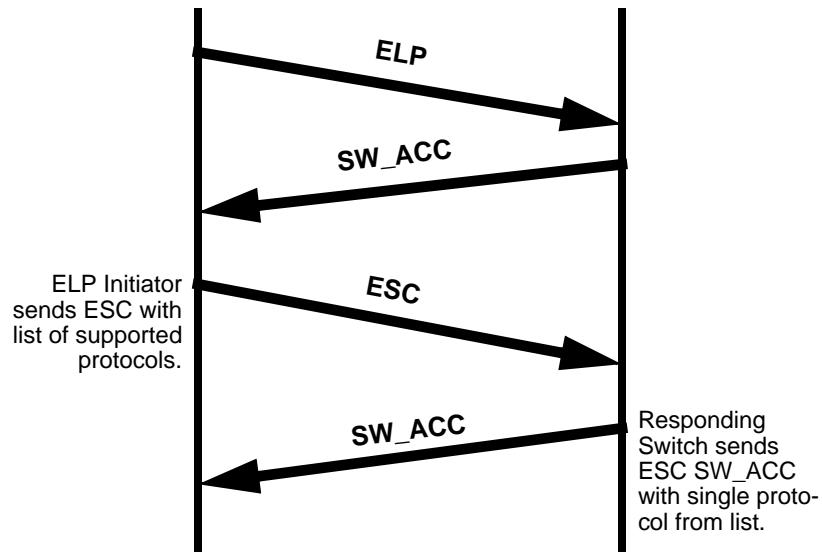 ELP
SW_ACC
ELP Initiator
sends ESC with
list of supported
protocols.
ESC
SW_ACC
Responding
Switch sends
ESC SW_ACC
with single proto-
col from list.